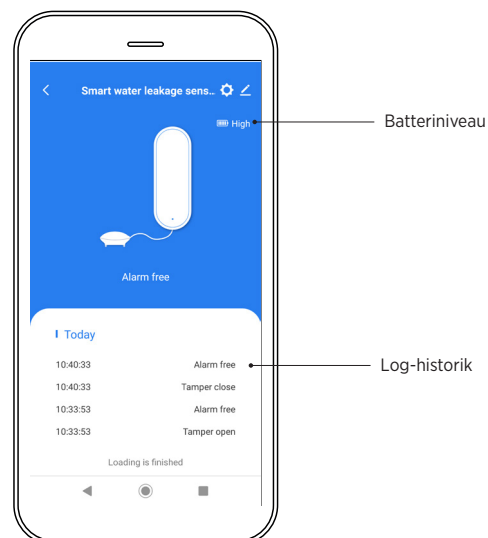 Smart water leakage sens..
High
Batteriniveau
Alarm free
Today
10:40:33 Alarm free
Log-historik
10:40:33 Tamper close
10:33:53 Alarm free
10:33:53 Tamper open
Loading is finished